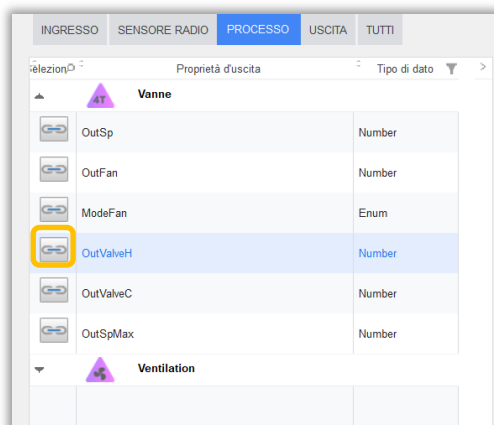 INGRESSO SENSORE RADIO PROCESSO USCITA TUTTI
Selezion Proprietà d'uscita Tipo di dato
4T Vanne
OutSp Number
OutFan Number
ModeFan Enum
OutValveH Number
OutValveC Number
OutSpMax Number
Ventilation